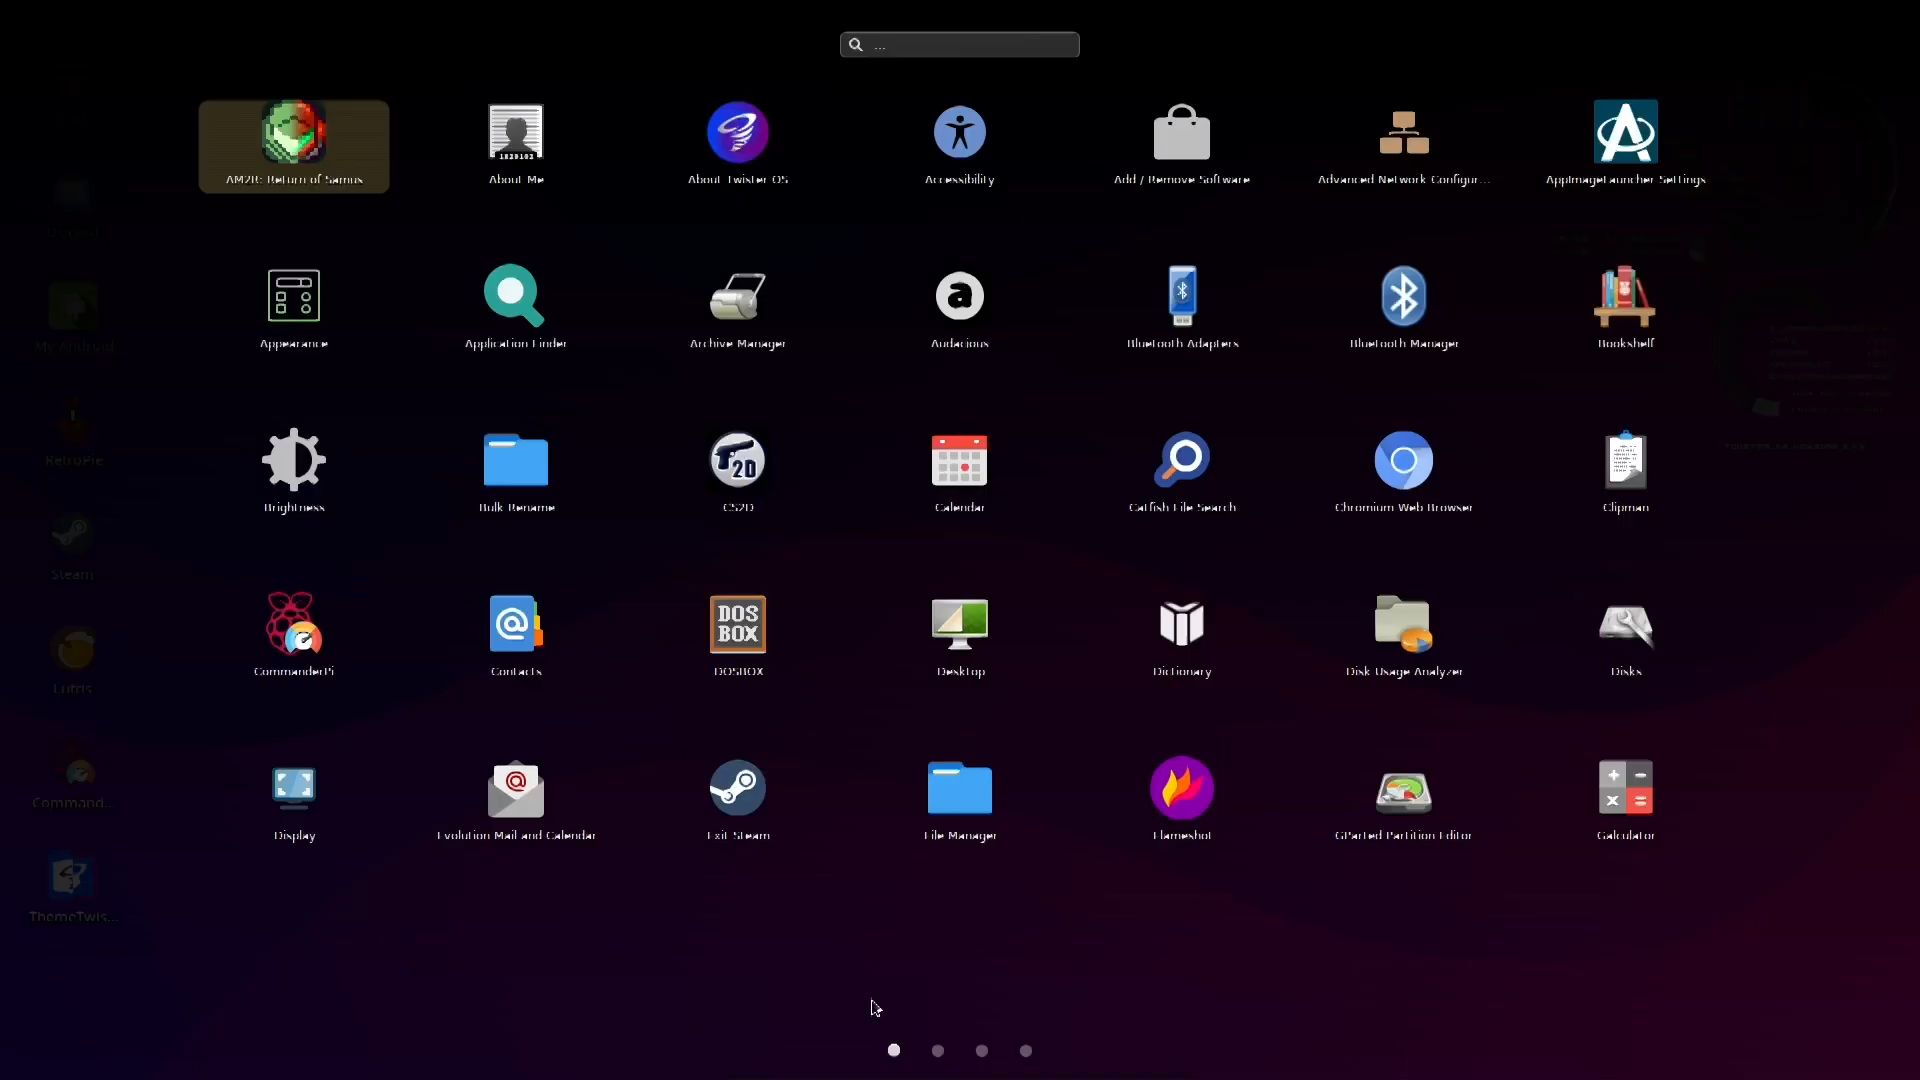 ...
AM2R: Return of Samus
About Me
About Twister OS
Accessibility
Add / Remove Software
Advanced Network Configur...
AppImageLauncher Settings
Appearance
Application Finder
Archive Manager
Audacious
Bluetooth Adapters
Bluetooth Manager
Bookshelf
My Android
Brightness
Bulk Rename
2D
CS2D
Calendar
Catfish File Search
Chromium Web Browser
Clipman
RetroPie
Steam
CommanderPi
Contacts
DOS
BOX
DOSBOX
Desktop
Dictionary
Disk Usage Analyzer
Disks
Lutris
Command...
Display
Evolution Mail and Calendar
Exit Steam
File Manager
Flameshot
GParted Partition Editor
Galculator
ThemeTwis...